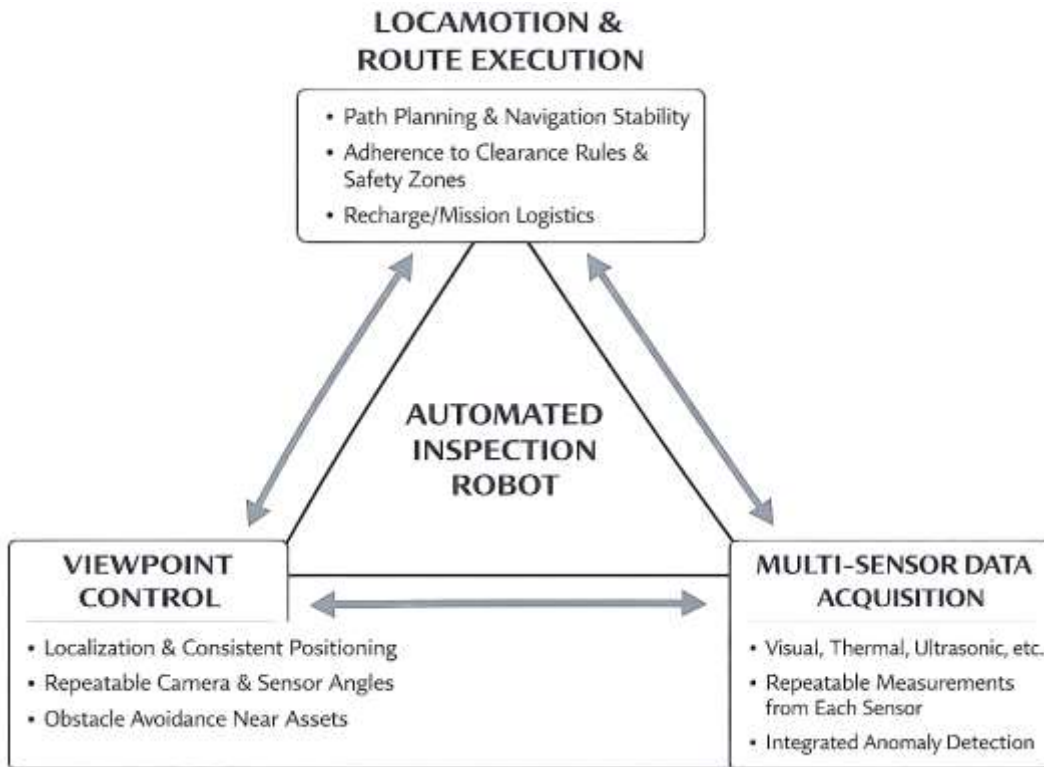 LOCAMOTION &
ROUTE EXECUTION
• Path Planning & Navigation Stability
• Adherence to Clearance Rules &
Safety Zones
• Recharge/Mission Logistics
AUTOMATED
INSPECTION
ROBOT
VIEWPOINT
CONTROL
• Localization & Consistent Positioning
• Repeatable Camera & Sensor Angles
• Obstacle Avoidance Near Assets
MULTI-SENSOR DATA
ACQUISITION
• Visual, Thermal, Ultrasonic, etc.
• Repeatable Measurements
from Each Sensor
• Integrated Anomaly Detection